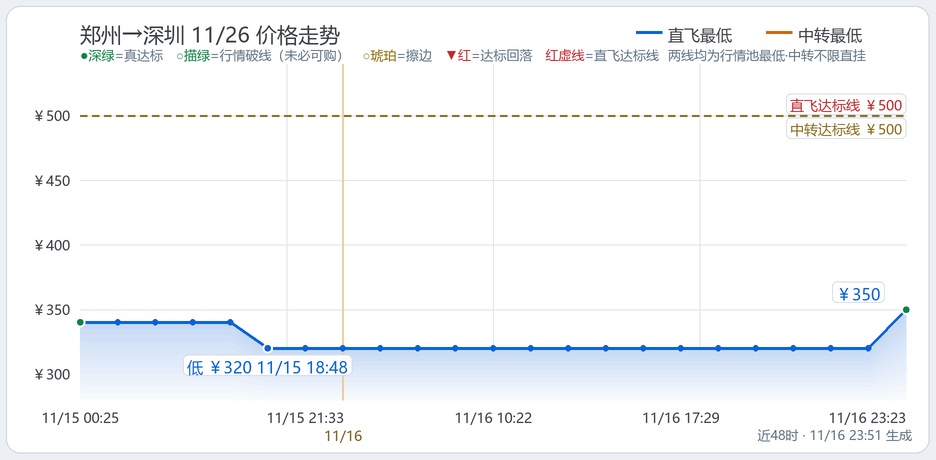 郑州→深圳 11/26 价格走势
直飞最低 中转最低
●深绿=真达标 ○描绿=行情破线（未必可购） ○琥珀=擦边 ▼红=达标回落 红虚线=直飞达标线 两线均为行情池最低·中转不限直挂
¥500
直飞达标线 ¥500
中转达标线 ¥500
¥450
¥400
¥350
¥350
¥300
低 ¥320 11/15 18:48
11/15 00:25 11/15 21:33 11/16 10:22 11/16 17:29 11/16 23:23
11/16
近48时 · 11/16 23:51 生成